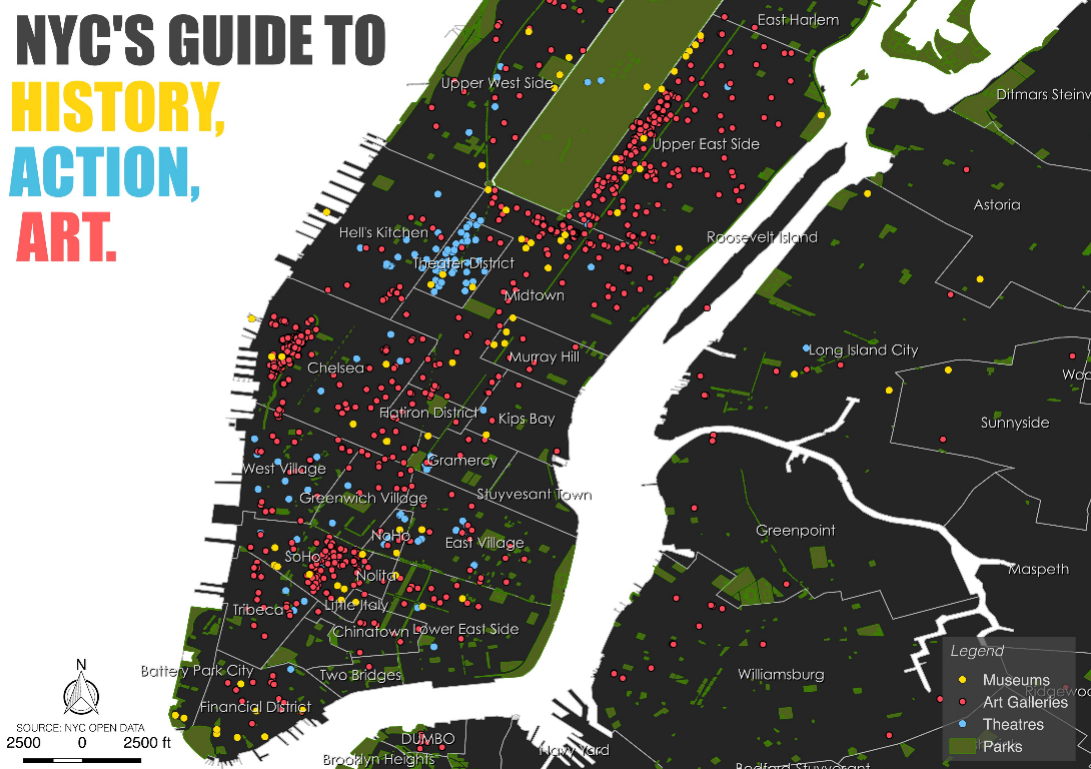 NYC'S GUIDE TO
HISTORY,
ACTION,
ART.
East Harlem
Upper West Side
Ditmars Steinw
Upper East Side
Astoria
Hell's Kitchen
Roosevelt Island
Theater District
Midtown
Long Island City
Murray Hill
Chelsea
Woo
Flatiron District
Kips Bay
Sunnyside
Gramercy
West Village
Stuyvesant Town
Greenwich Village
Greenpoint
NoHo
East Village
SoHo
Maspeth
Nolita
Little Italy
Tribeca
Chinatown
Lower East Side
Battery Park City
Two Bridges
Williamsburg
Financial District
DUMBO
Navy Yard
Brooklyn Heights
Bedford Stuyvesant
Ridgewoo
Legend
Museums
Art Galleries
Theatres
Parks
N
SOURCE: NYC OPEN DATA
2500 0 2500 ft